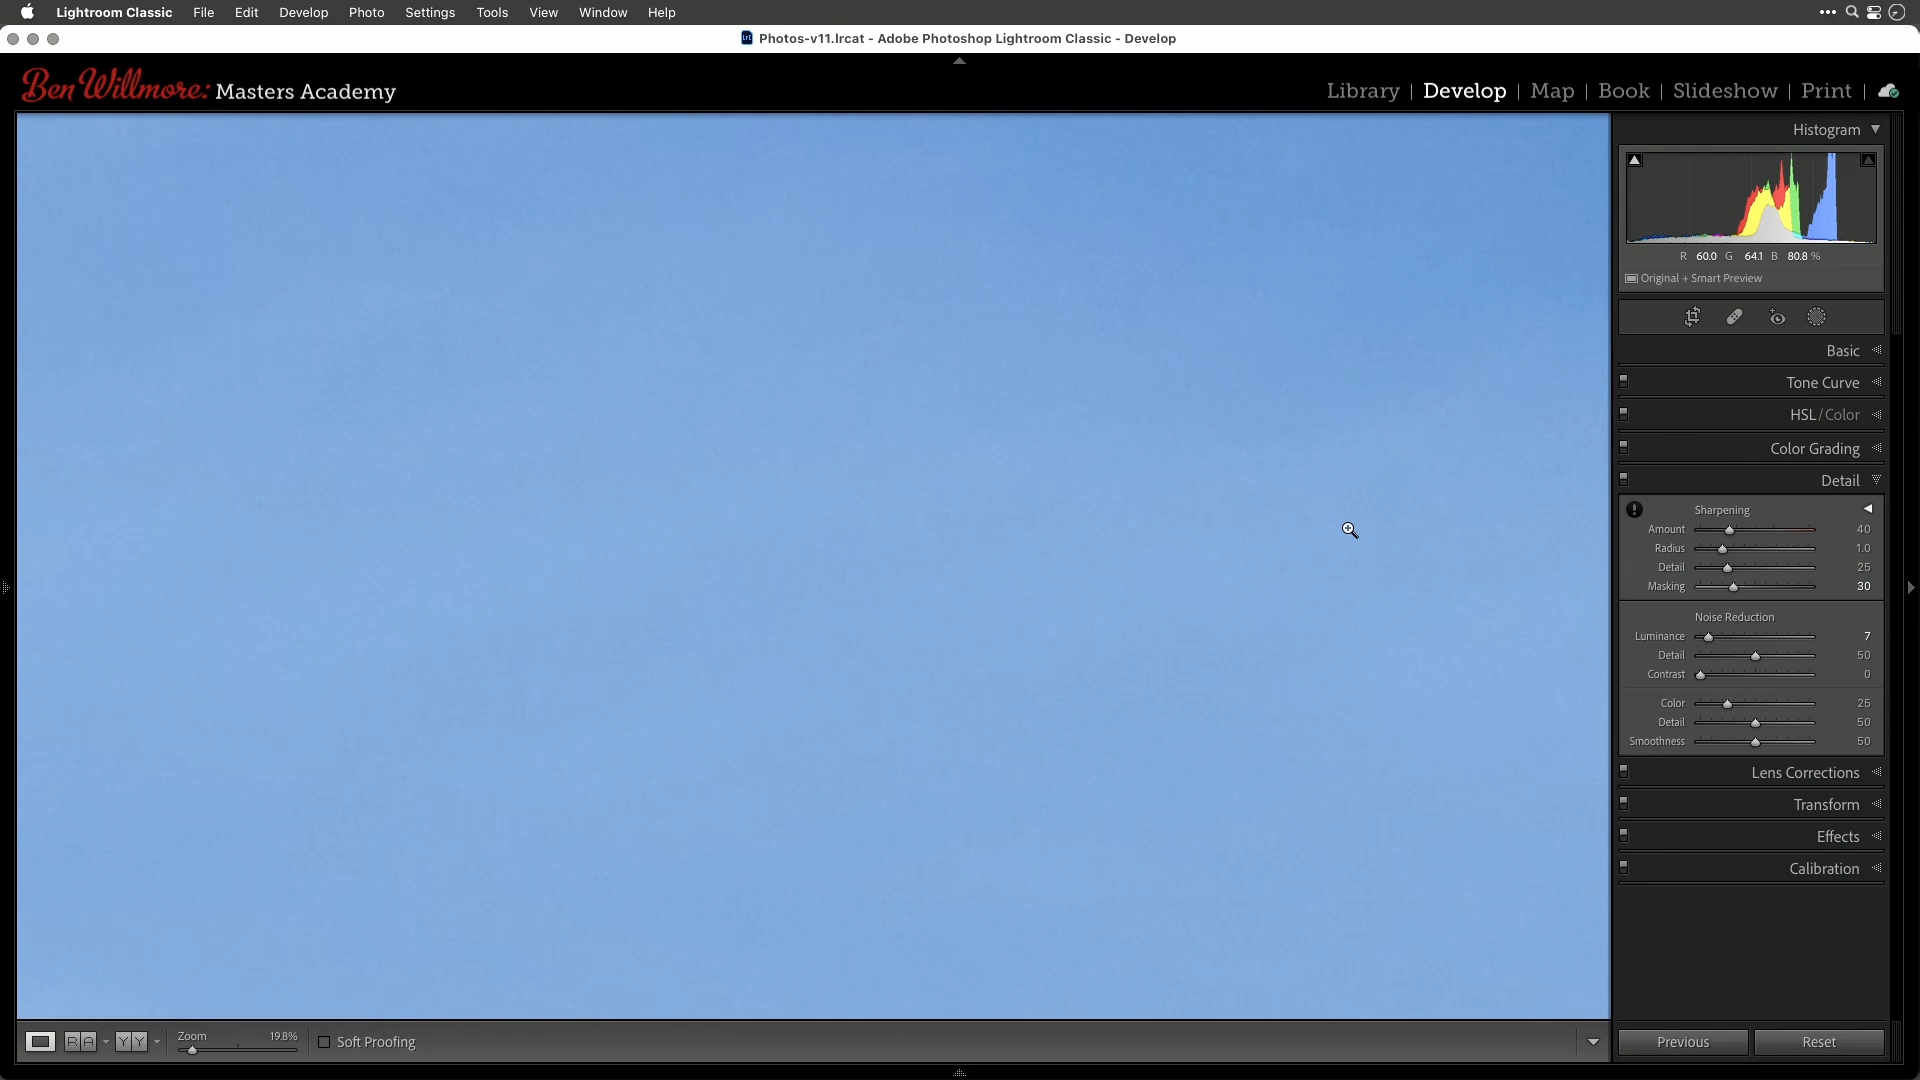 Lightroom Classic File Edit Develop Photo Settings Tools View Window Help
Photos-v11.lrcat - Adobe Photoshop Lightroom Classic - Develop
Ben Willmore: Masters Academy
Library | Develop | Map | Book | Slideshow | Print
Histogram
R 60.0 G 64.1 B 80.8 %
Original + Smart Preview
Basic
Tone Curve
HSL / Color
Color Grading
Detail
Sharpening
Amount 40
Radius 1.0
Detail 25
Masking 30
Noise Reduction
Luminance 7
Detail 50
Contrast 0
Color 25
Detail 50
Smoothness 50
Lens Corrections
Transform
Effects
Calibration
R A Y Y Zoom 19.8% Soft Proofing
Previous Reset